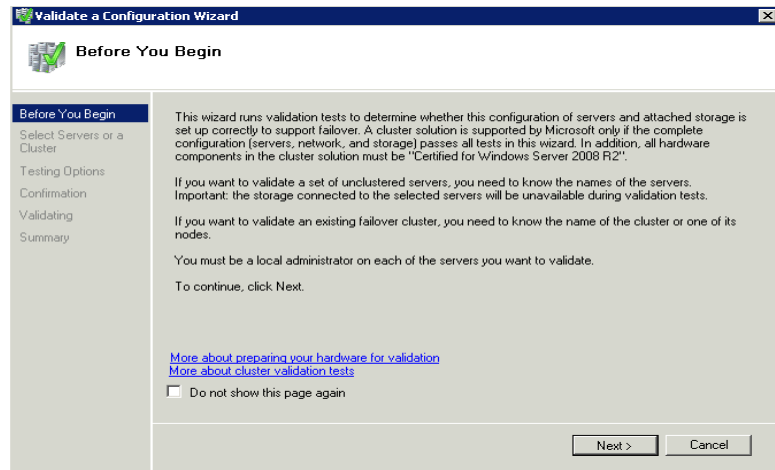 Validate a Configuration Wizard
Before You Begin
Before You Begin
Select Servers or a
Cluster
Testing Options
Confirmation
Validating
Summary
This wizard runs validation tests to determine whether this configuration of servers and attached storage is
set up correctly to support failover. A cluster solution is supported by Microsoft only if the complete
configuration (servers, network, and storage) passes all tests in this wizard. In addition, all hardware
components in the cluster solution must be "Certified for Windows Server 2008 R2".
If you want to validate a set of unclustered servers, you need to know the names of the servers.
Important: the storage connected to the selected servers will be unavailable during validation tests.
If you want to validate an existing failover cluster, you need to know the name of the cluster or one of its
nodes.
You must be a local administrator on each of the servers you want to validate.
To continue, click Next.
More about preparing your hardware for validation
More about cluster validation tests
Do not show this page again
Next >
Cancel